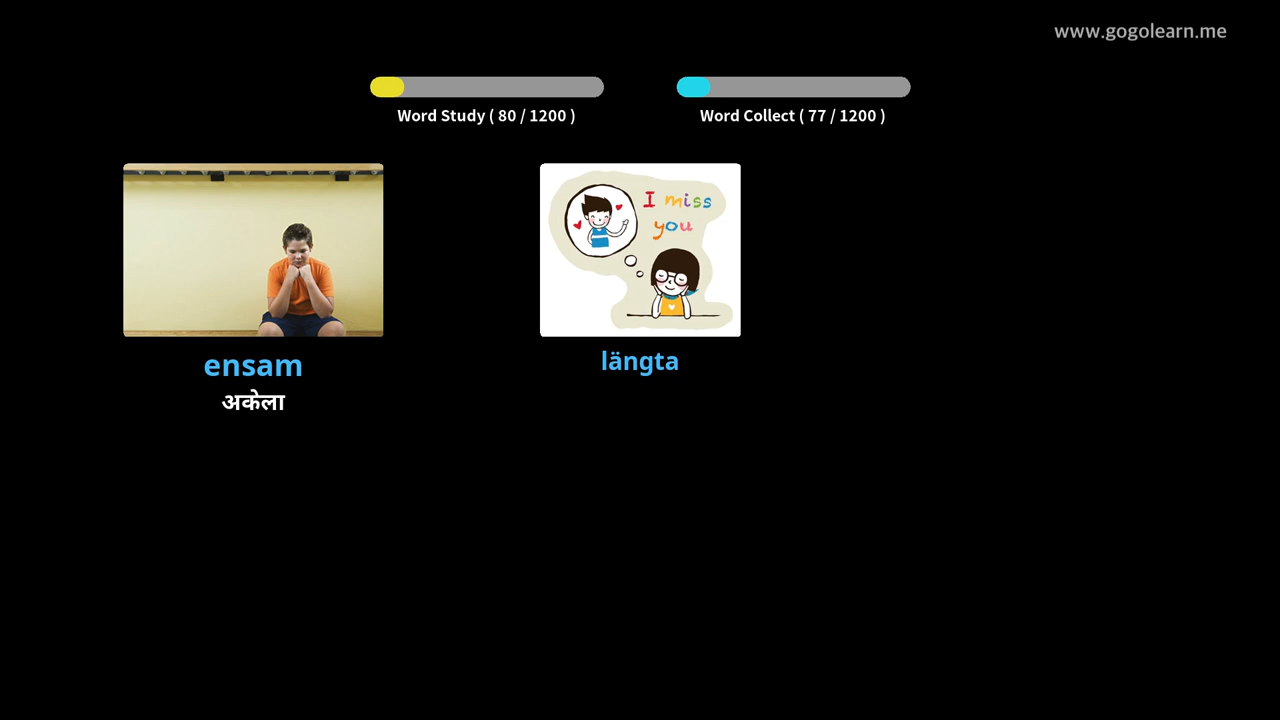 www.gogolearn.me
Word Study ( 80 / 1200 )
Word Collect ( 77 / 1200 )
I miss
you
ensam
अकेला
längta